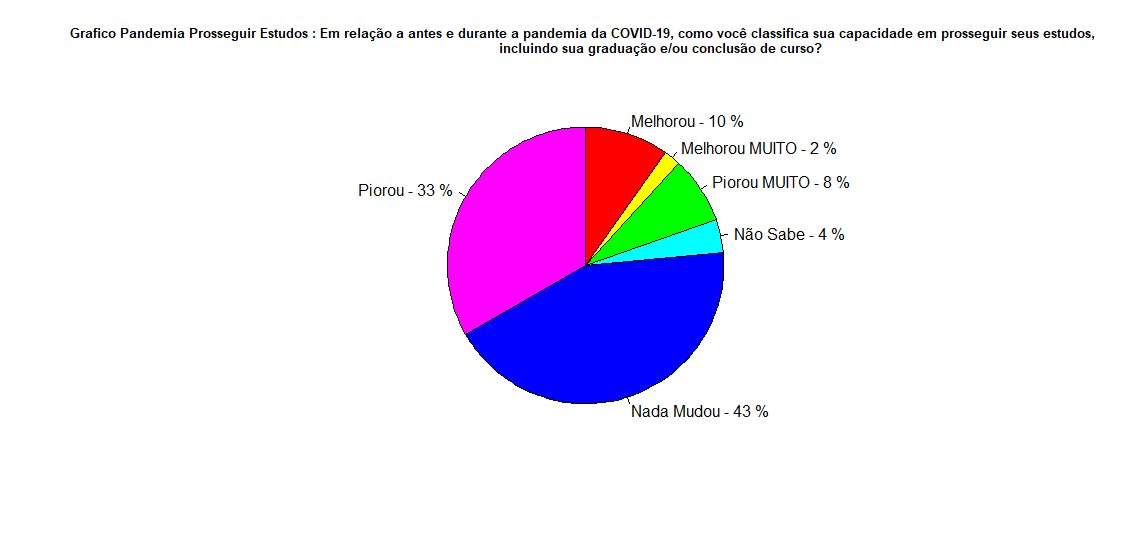 Grafico Pandemia Prosseguir Estudos : Em relação a antes e durante a pandemia da COVID-19, como você classifica sua capacidade em prosseguir seus estudos,
incluindo sua graduação e/ou conclusão de curso?
Melhorou - 10 %
Melhorou MUITO - 2 %
Piorou MUITO - 8 %
Piorou - 33 %
Não Sabe - 4 %
Nada Mudou - 43 %